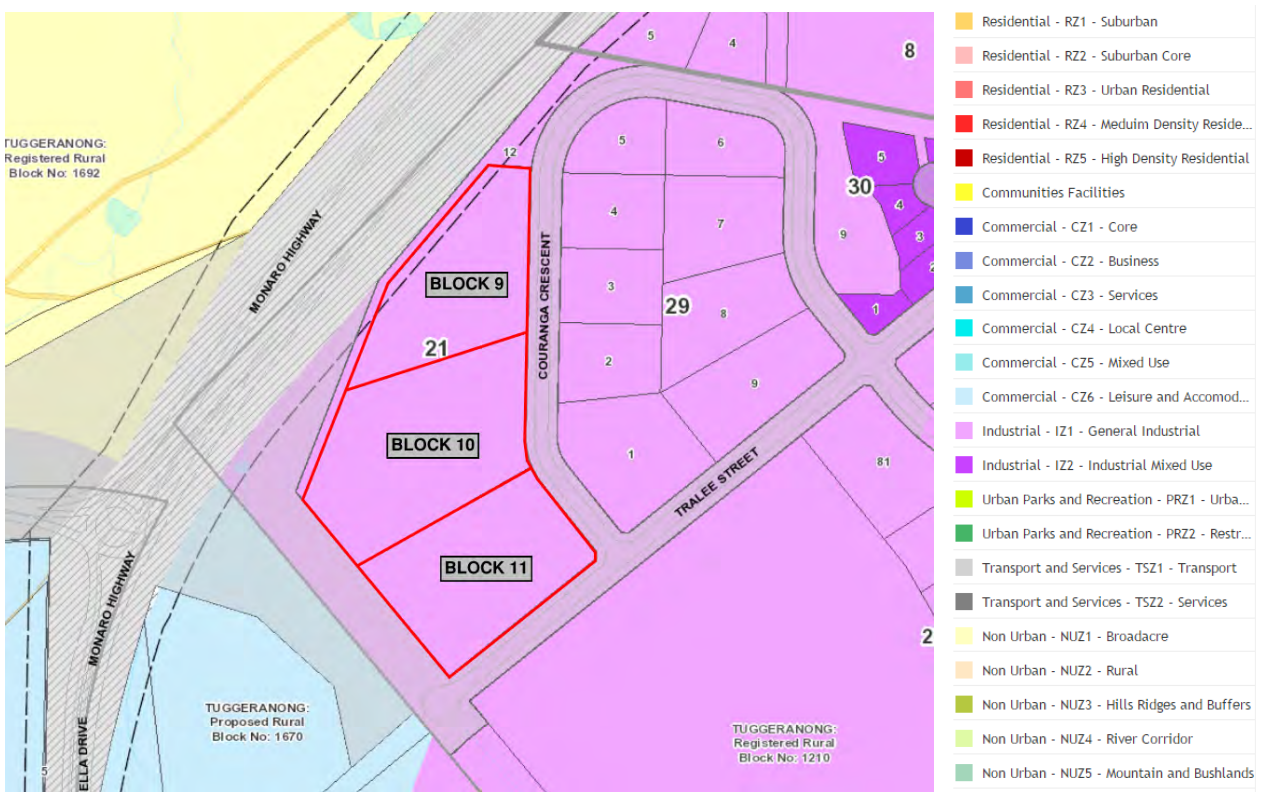 5
4
8
TUGGERANONG:
Registered Rural
Block No: 1692
12
5
6
5
30
4
3
2
9
1
MONARO HIGHWAY
4
7
BLOCK 9
COURANGA CRESCENT
3
29
8
21
2
9
BLOCK 10
1
TRALEE STREET
81
BLOCK 11
MONARO HIGHWAY
2
TUGGERANONG:
Proposed Rural
Block No: 1670
ELLA DRIVE
5
TUGGERANONG:
Registered Rural
Block No: 1210
Residential - RZ1 - Suburban
Residential - RZ2 - Suburban Core
Residential - RZ3 - Urban Residential
Residential - RZ4 - Meduim Density Reside...
Residential - RZ5 - High Density Residential
Communities Facilities
Commercial - CZ1 - Core
Commercial - CZ2 - Business
Commercial - CZ3 - Services
Commercial - CZ4 - Local Centre
Commercial - CZ5 - Mixed Use
Commercial - CZ6 - Leisure and Accomod...
Industrial - IZ1 - General Industrial
Industrial - IZ2 - Industrial Mixed Use
Urban Parks and Recreation - PRZ1 - Urba...
Urban Parks and Recreation - PRZ2 - Restr...
Transport and Services - TSZ1 - Transport
Transport and Services - TSZ2 - Services
Non Urban - NUZ1 - Broadacre
Non Urban - NUZ2 - Rural
Non Urban - NUZ3 - Hills Ridges and Buffers
Non Urban - NUZ4 - River Corridor
Non Urban - NUZ5 - Mountain and Bushlands